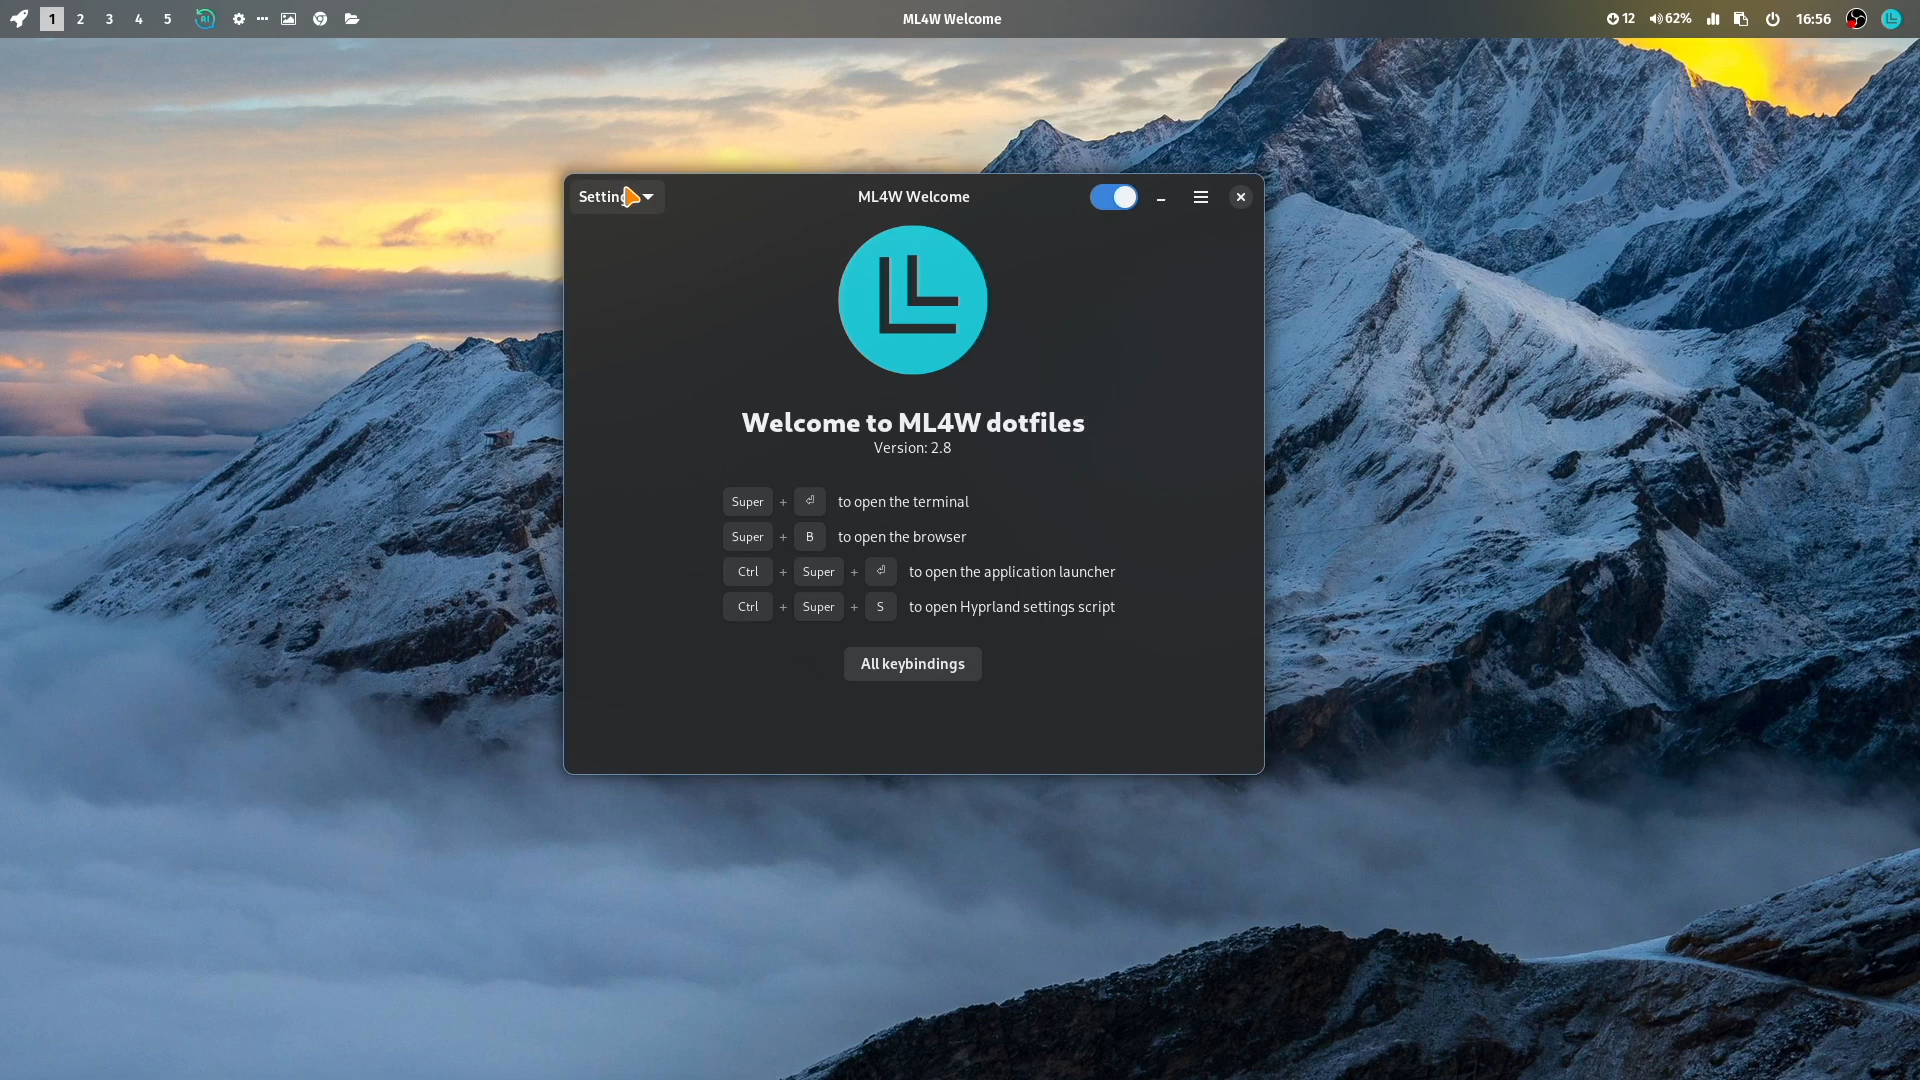 1 2 3 4 5 AI ML4W Welcome 12 62% 16:56
Settings ML4W Welcome
Welcome to ML4W dotfiles
Version: 2.8
Super + ⏎ to open the terminal
Super + B to open the browser
Ctrl + Super + ⏎ to open the application launcher
Ctrl + Super + S to open Hyprland settings script
All keybindings